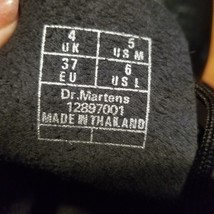 4 5
UK US M
37 6
EU US L
Dr.Martens
12897001
MADE IN THAILAND